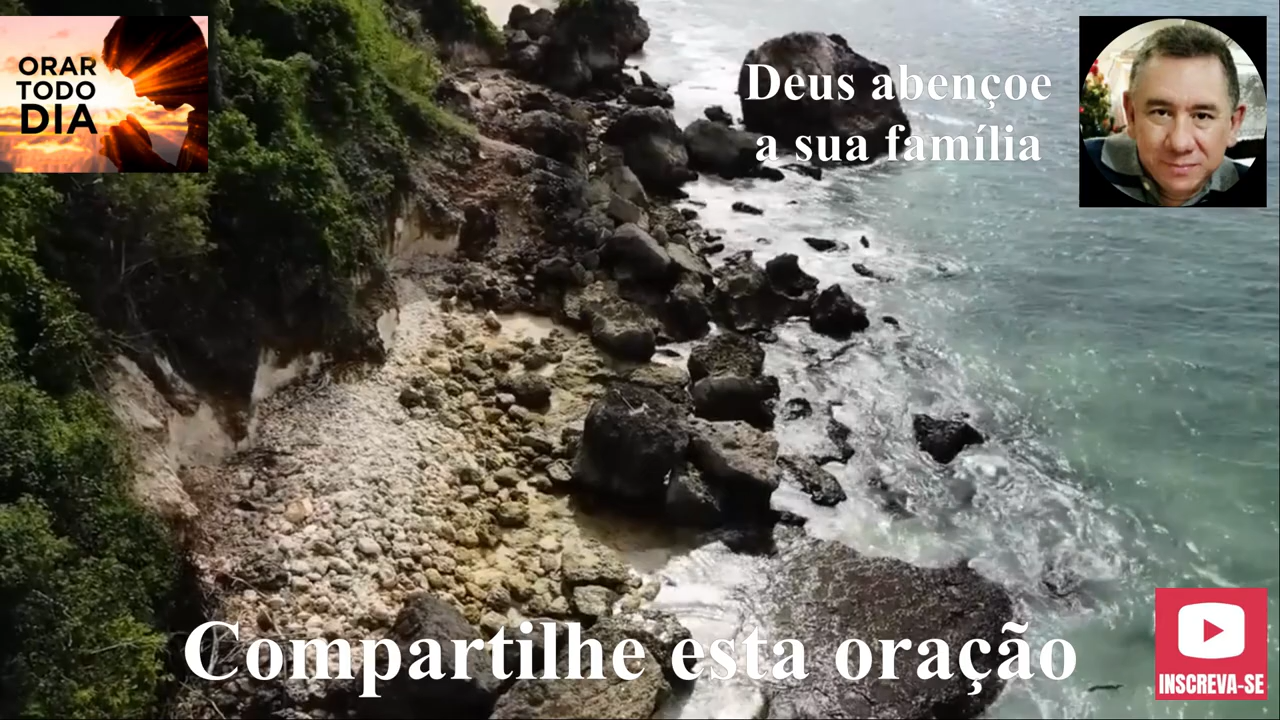 ORAR
TODO
DIA
Deus abençoe
a sua família
Compartilhe esta oração
INSCREVA-SE